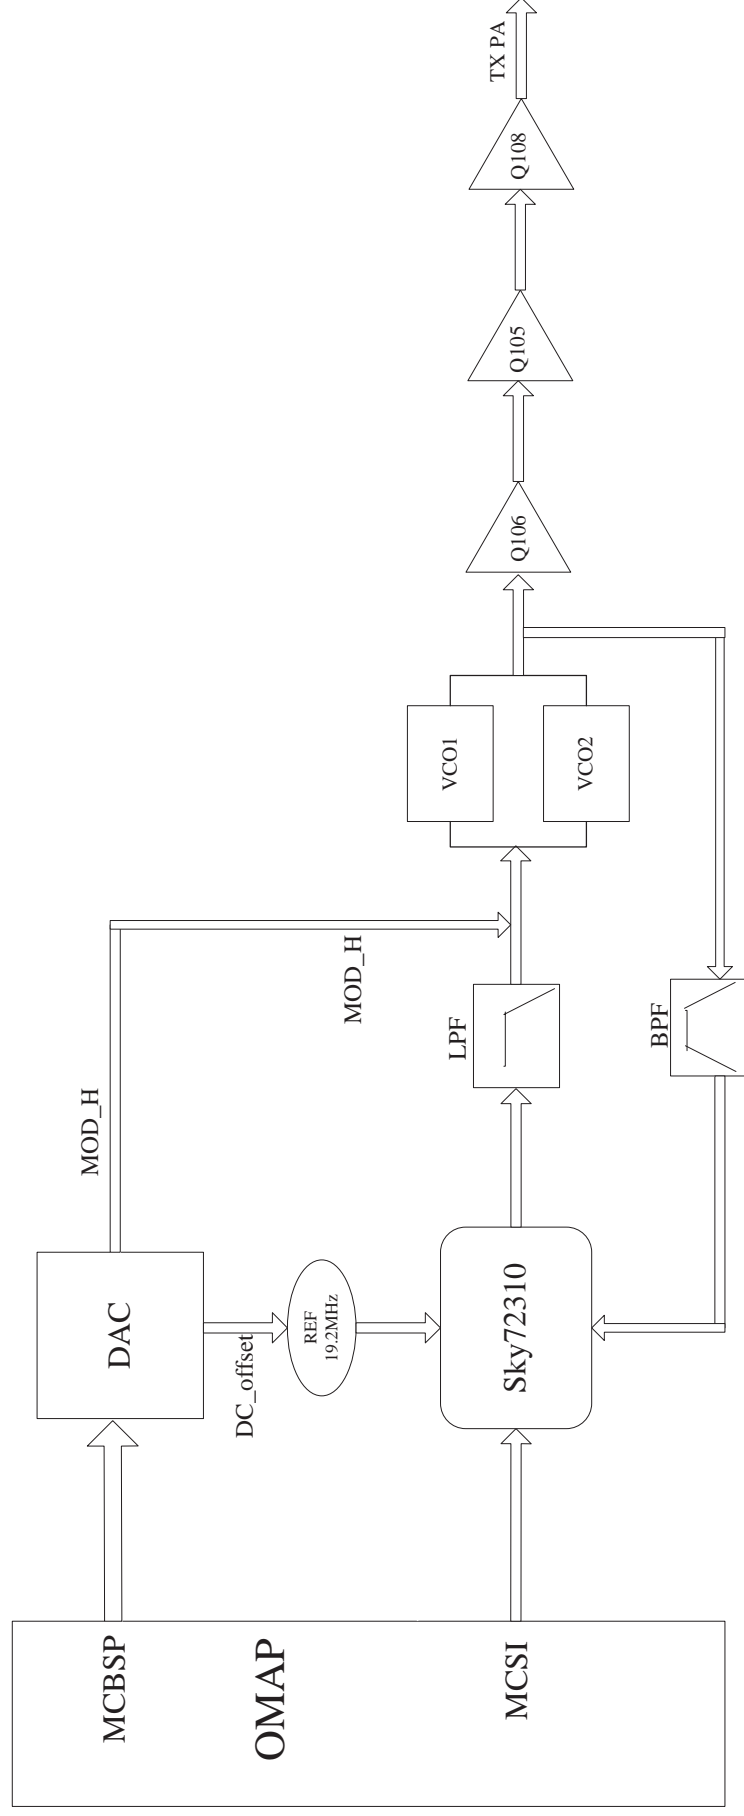 MCBSP
OMAP
MCSI
DAC
MOD_H
DC_offset
REF
19.2MHz
Sky72310
MOD_H
LPF
BPF
VCO1
VCO2
Q106
Q105
Q108
TX PA